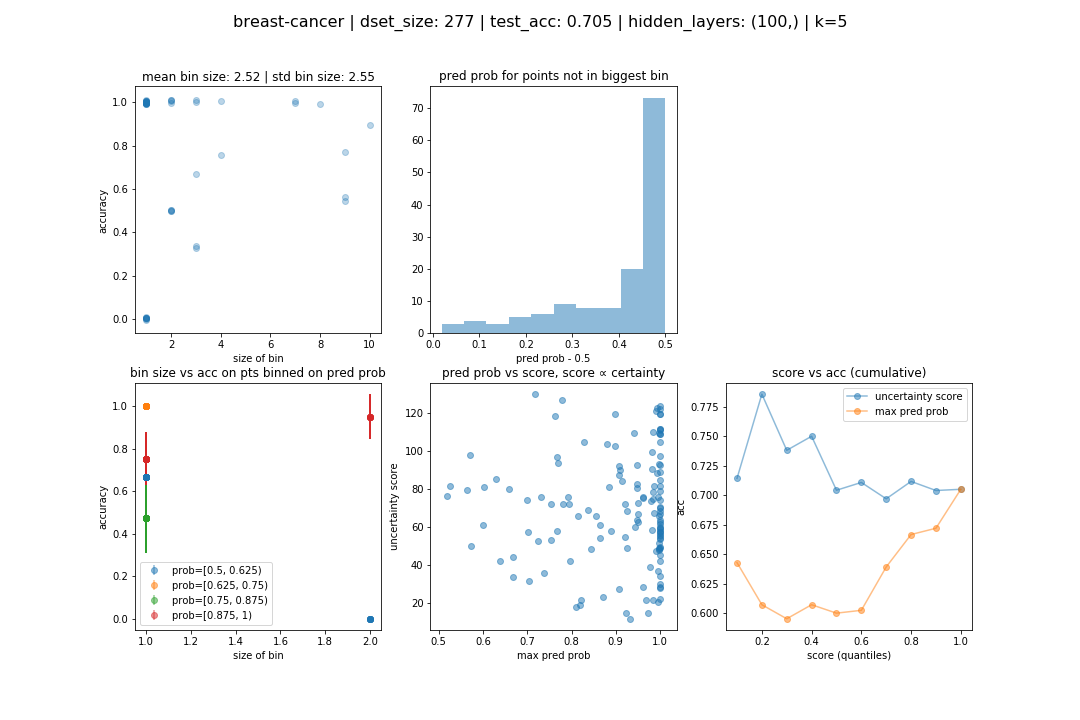 breast-cancer | dset_size: 277 | test_acc: 0.705 | hidden_layers: (100,) | k=5
mean bin size: 2.52 | std bin size: 2.55
1.0
0.8
0.6
0.4
0.2
0.0
accuracy
2
4
6
8
10
size of bin
pred prob for points not in biggest bin
70
60
50
40
30
20
10
0
0.0
0.1
0.2
0.3
0.4
0.5
pred prob - 0.5
bin size vs acc on pts binned on pred prob
1.0
0.8
0.6
0.4
0.2
0.0
accuracy
prob=[0.5, 0.625)
prob=[0.625, 0.75)
prob=[0.75, 0.875)
prob=[0.875, 1)
1.0
1.2
1.4
1.6
1.8
2.0
size of bin
pred prob vs score, score ∝ certainty
120
100
80
60
40
20
uncertainty score
0.5
0.6
0.7
0.8
0.9
1.0
max pred prob
score vs acc (cumulative)
uncertainty score
max pred prob
0.775
0.750
0.725
0.700
0.675
0.650
0.625
0.600
acc
0.2
0.4
0.6
0.8
1.0
score (quantiles)